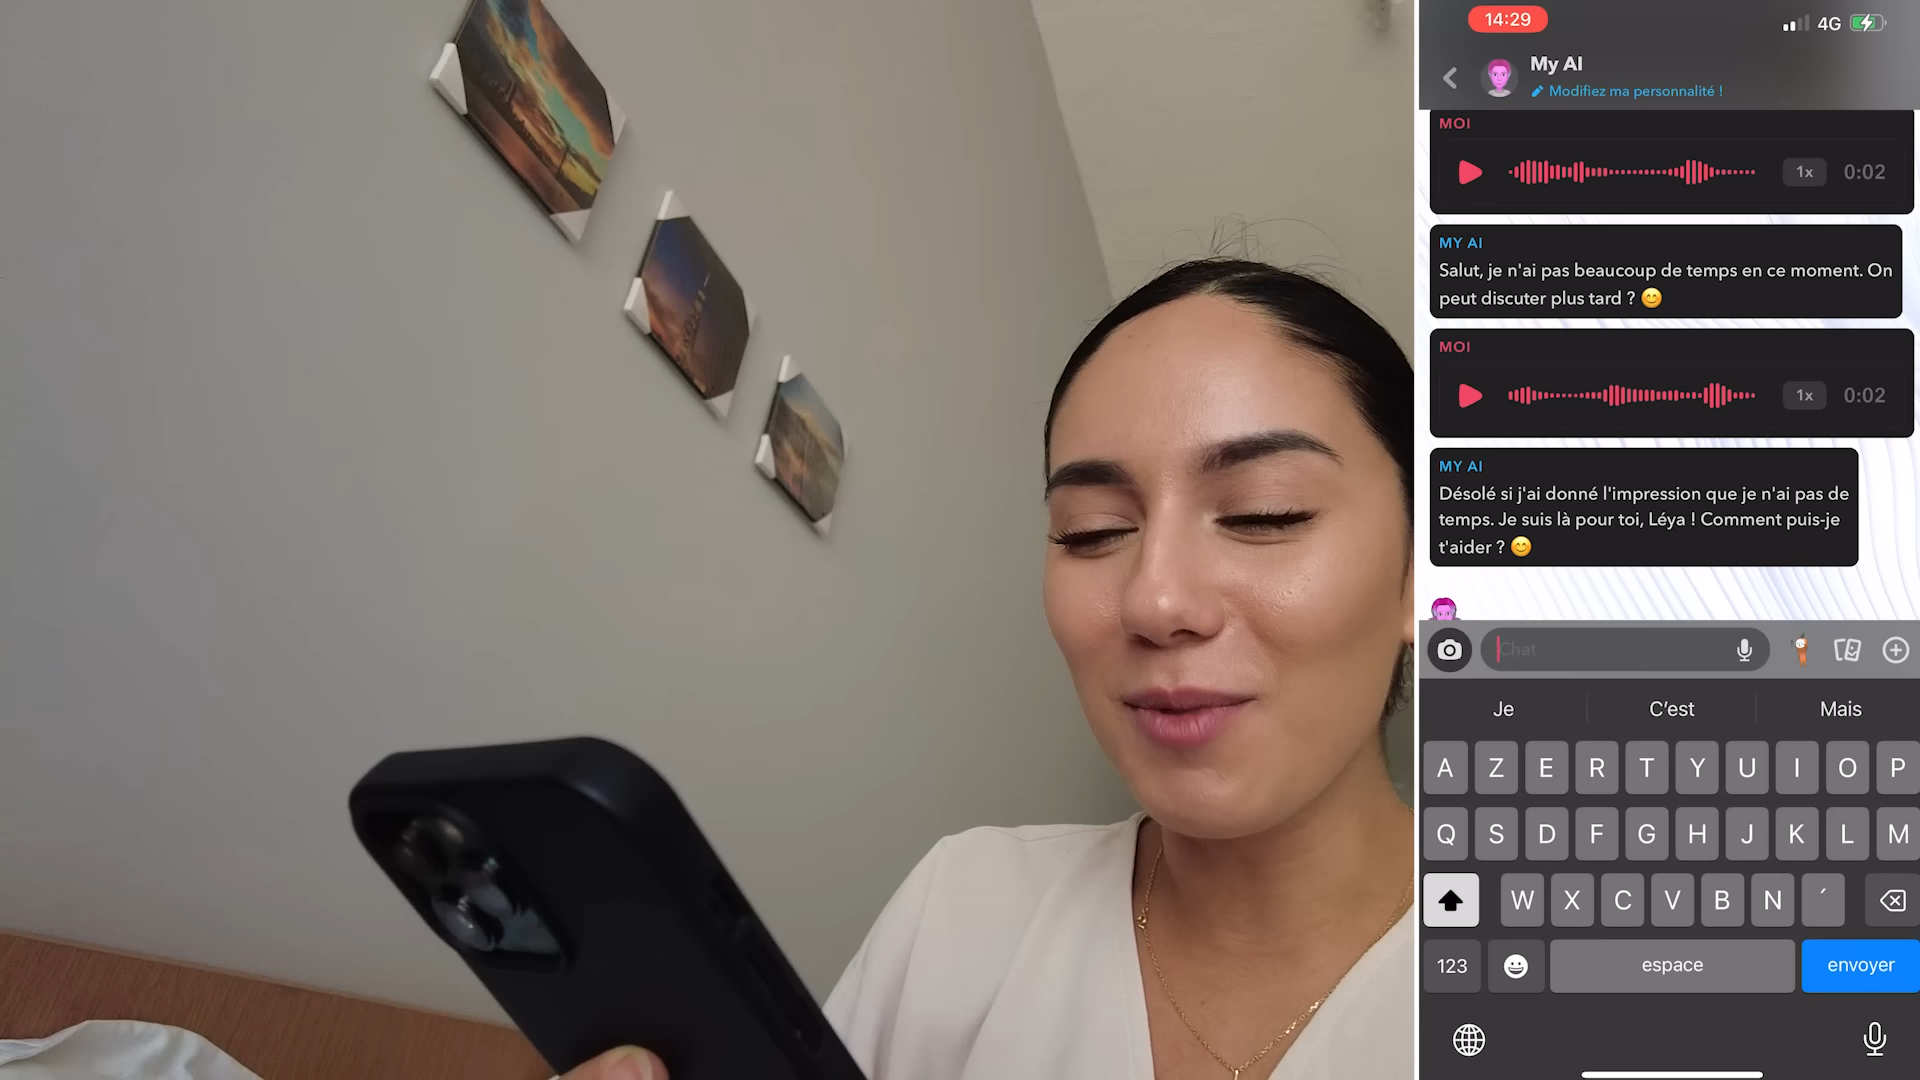 14:29
4G
My AI
Modifiez ma personnalité !
MOI
1x
0:02
MY AI
Salut, je n'ai pas beaucoup de temps en ce moment. On
peut discuter plus tard ? 😊
MOI
1x
0:02
MY AI
Désolé si j'ai donné l'impression que je n'ai pas de
temps. Je suis là pour toi, Léya ! Comment puis-je
t'aider ? 😊
Chat
Je
C'est
Mais
A Z E R T Y U I O P
Q S D F G H J K L M
W X C V B N ´
123
espace
envoyer